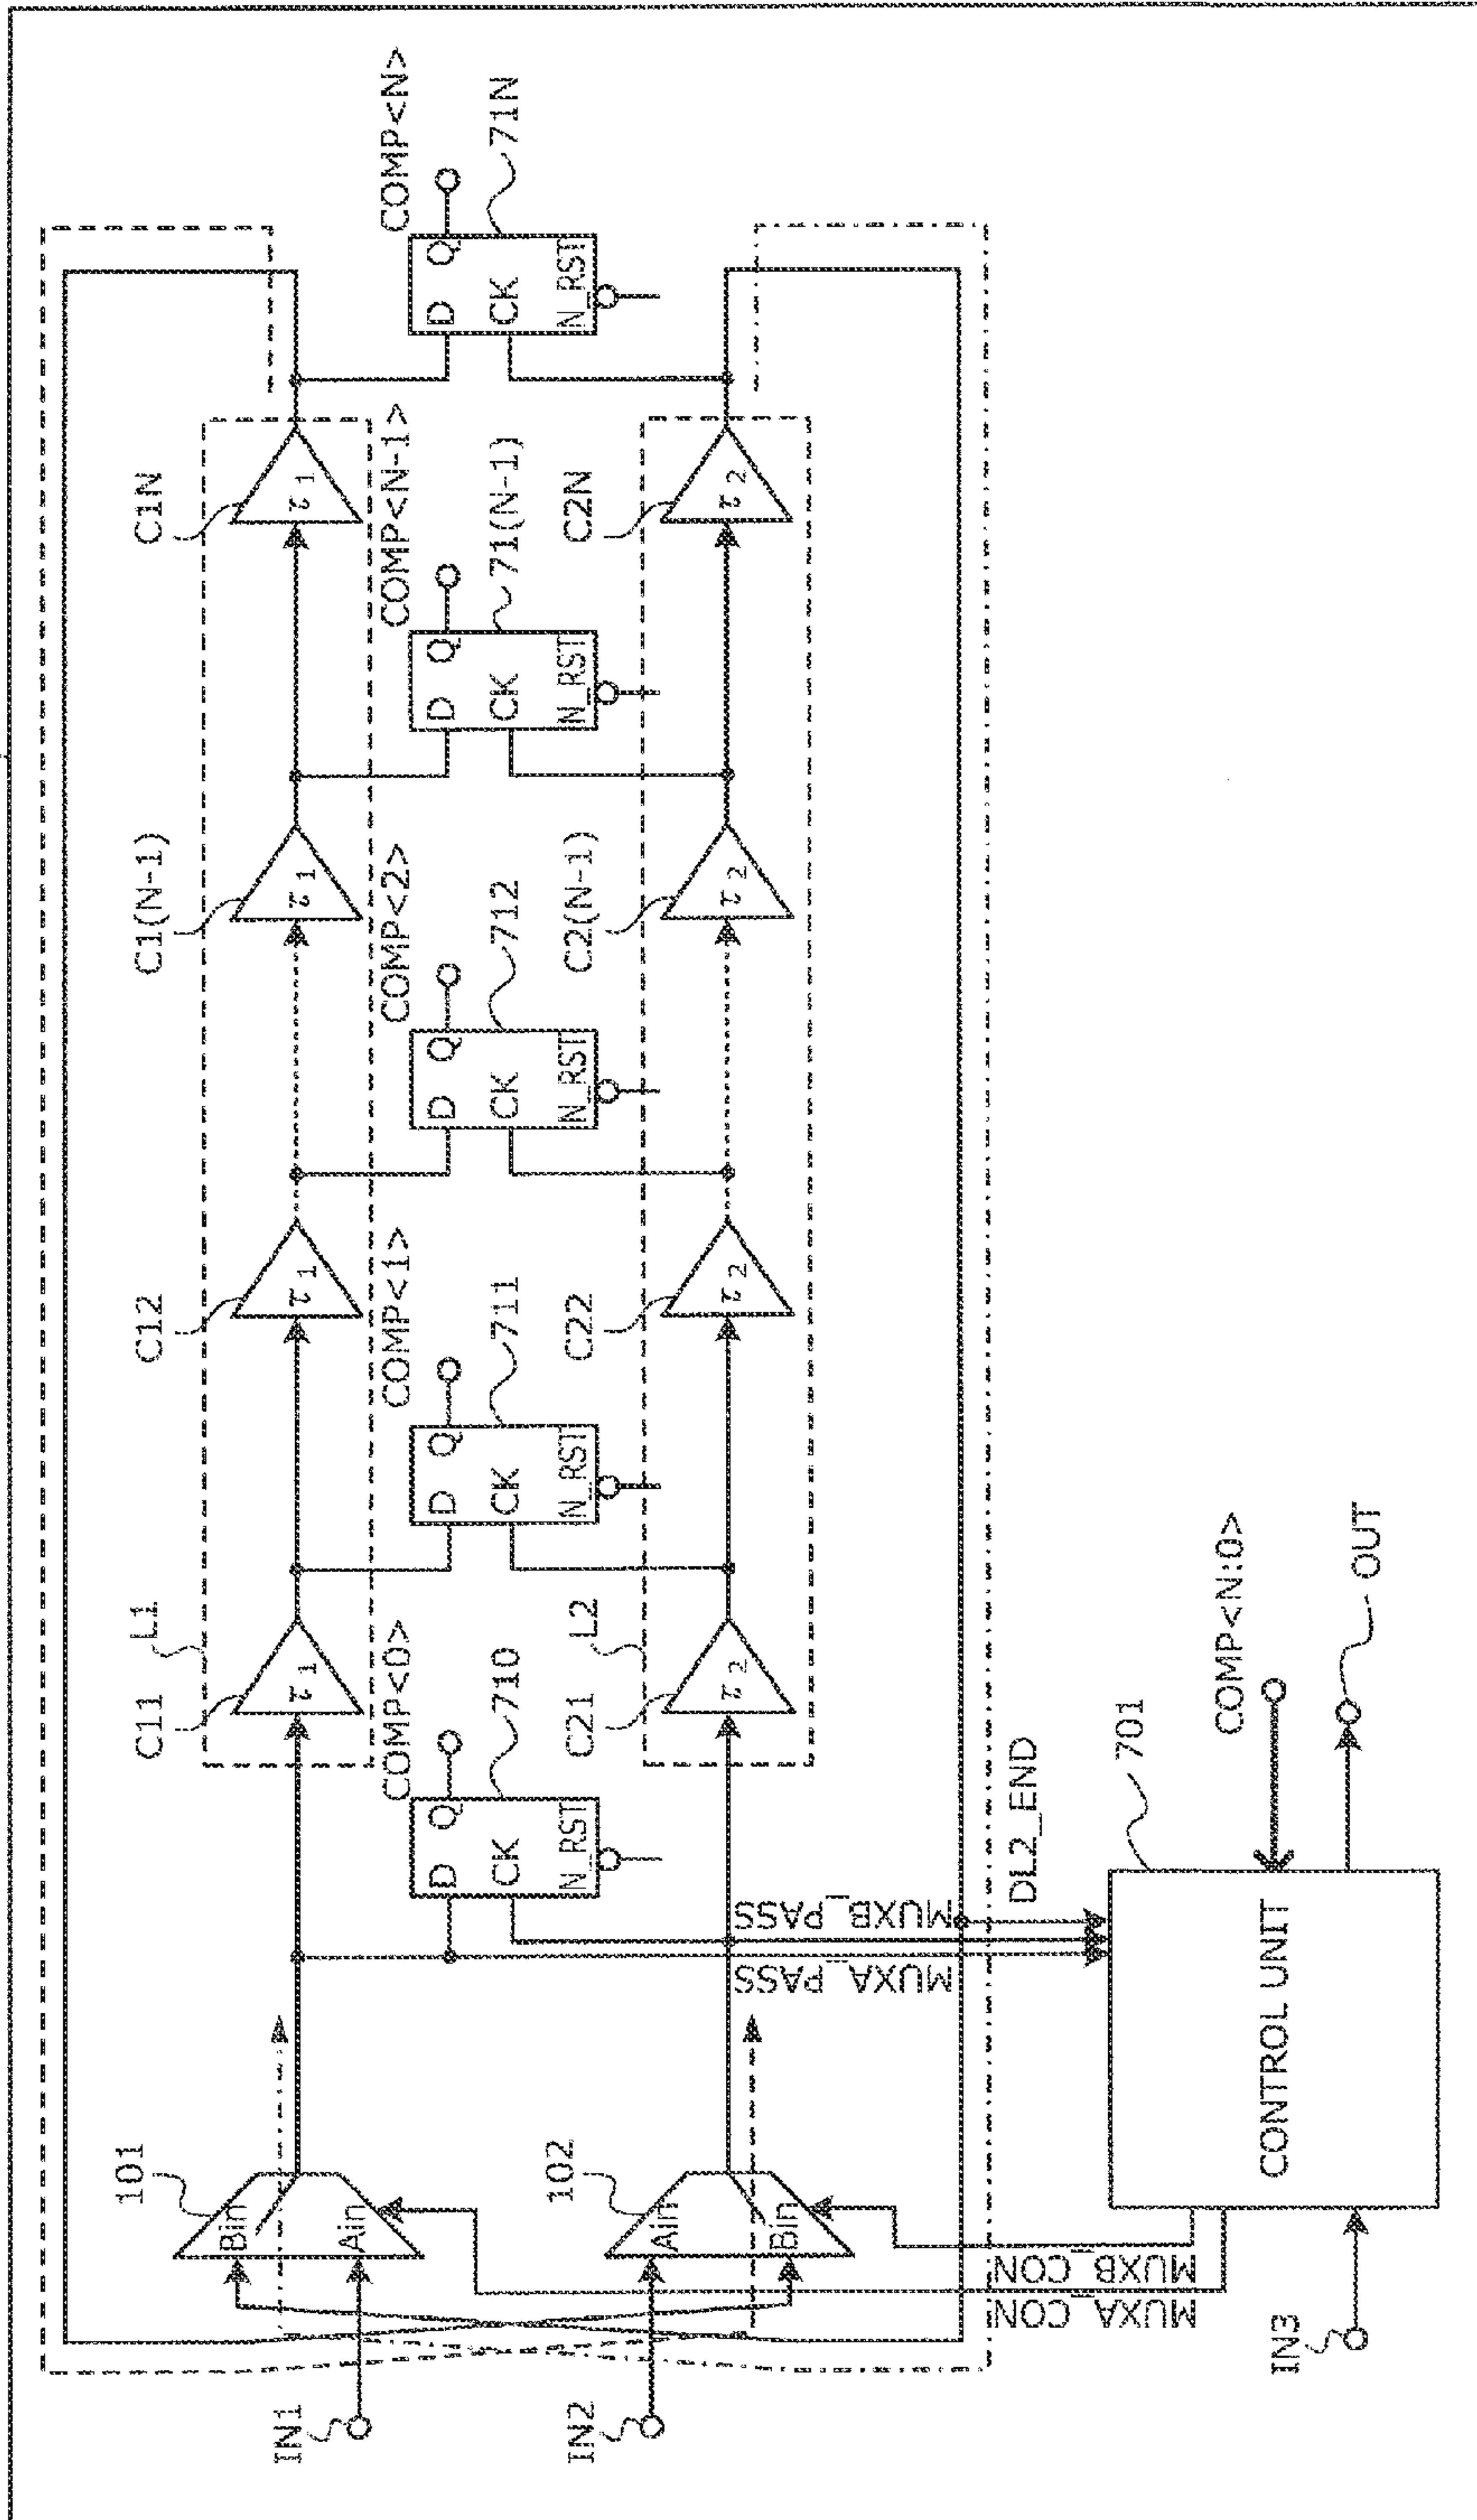 C11
L1
C12
C1(N-1)
C1N
τ1
τ1
τ1
τ1
COMP<0>
COMP<1>
COMP<2>
COMP<N-1>
COMP<N>
101
Bin
Ain
IN1
D Q
CK
N_RST
710
D Q
CK
N_RST
711
D Q
CK
N_RST
712
D Q
CK
N_RST
71(N-1)
D Q
CK
N_RST
71N
102
Ain
Bin
IN2
C21
L2
C22
C2(N-1)
C2N
τ2
τ2
τ2
τ2
MUXA_PASS
MUXB_PASS
DL2_END
MUXA_CON
MUXB_CON
701
CONTROL UNIT
COMP<N:0>
OUT
IN3